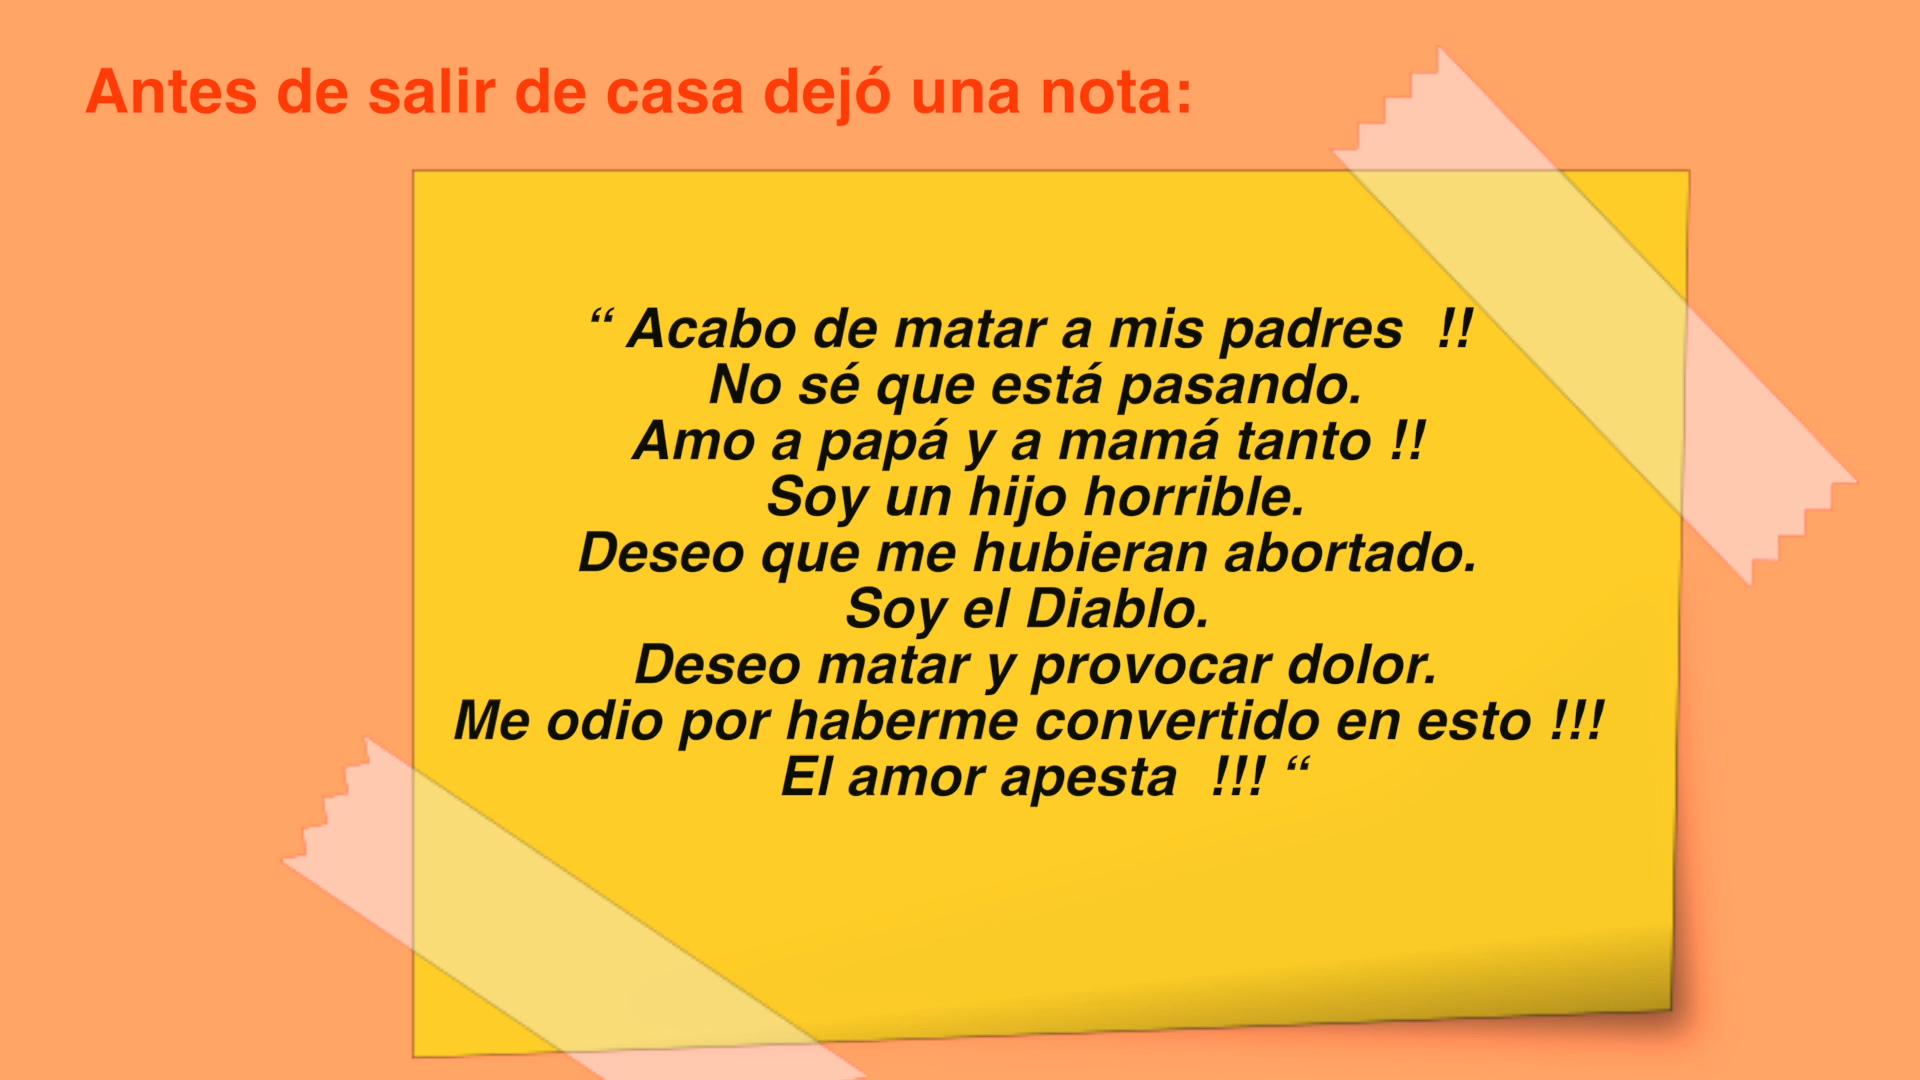 Antes de salir de casa dejó una nota:
“ Acabo de matar a mis padres !!
No sé que está pasando.
Amo a papá y a mamá tanto !!
Soy un hijo horrible.
Deseo que me hubieran abortado.
Soy el Diablo.
Deseo matar y provocar dolor.
Me odio por haberme convertido en esto !!!
El amor apesta !!! “